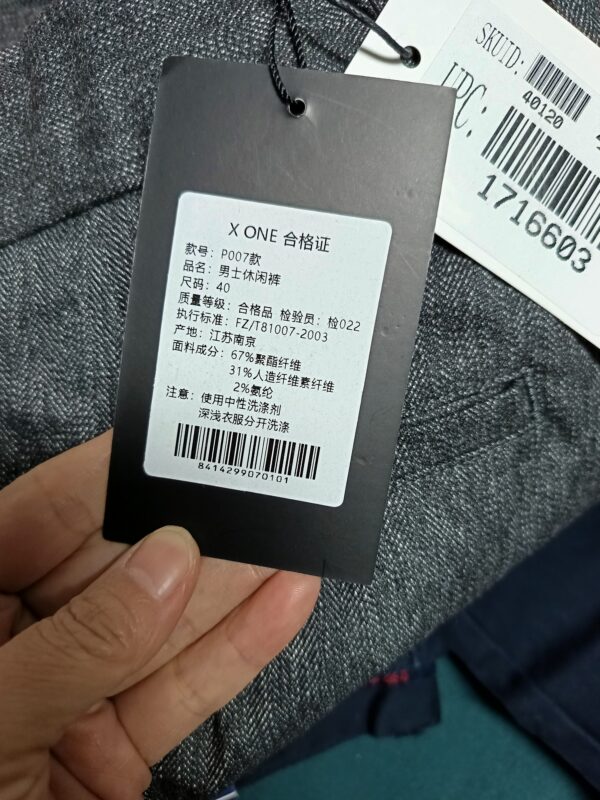 X ONE 合格证
款号：P007款
品名：男士休闲裤
尺码：40
质量等级：合格品 检验员：检022
执行标准：FZ/T81007-2003
产地：江苏南京
面料成分：67%聚酯纤维
31%人造纤维素纤维
2%氨纶
注意：使用中性洗涤剂
深浅衣服分开洗涤
8414299070101
SKUID:
40120
UPC:
1716603